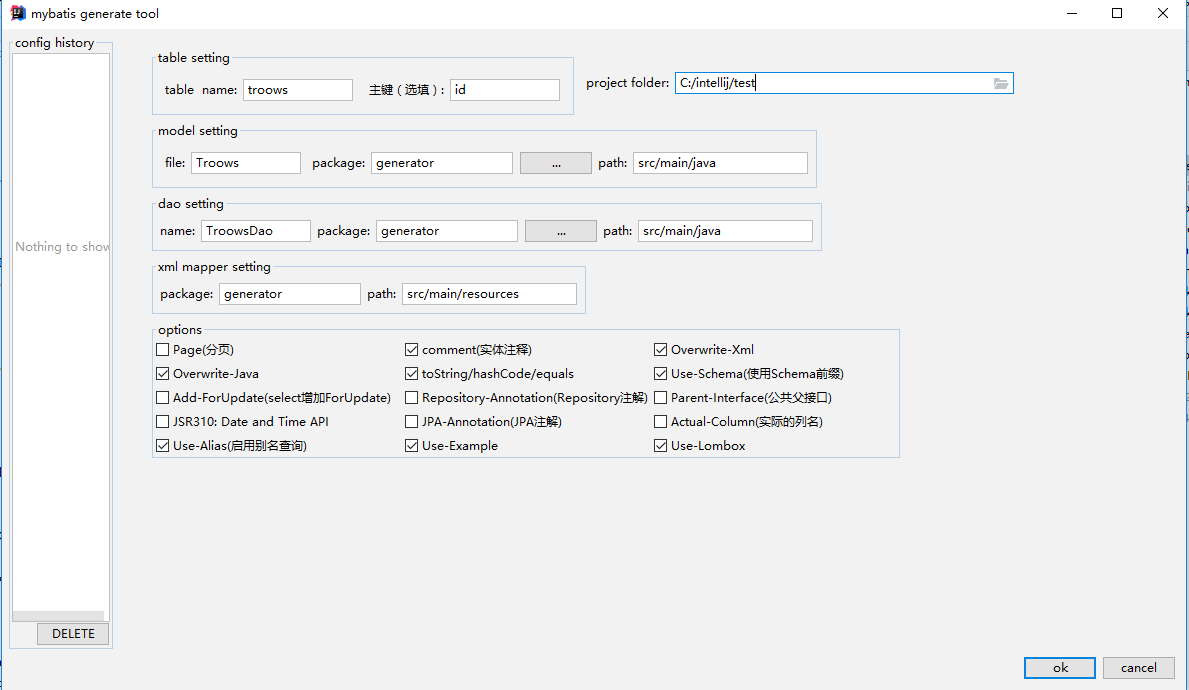 mybatis generate tool
config history
Nothing to show
DELETE
table setting
table name: troows 主键（选填）: id
project folder: C:/intellij/test
model setting
file: Troows package: generator ... path: src/main/java
dao setting
name: TroowsDao package: generator ... path: src/main/java
xml mapper setting
package: generator path: src/main/resources
options
Page(分页) comment(实体注释) Overwrite-Xml
Overwrite-Java toString/hashCode/equals Use-Schema(使用Schema前缀)
Add-ForUpdate(select增加ForUpdate) Repository-Annotation(Repository注解) Parent-Interface(公共父接口)
JSR310: Date and Time API JPA-Annotation(JPA注解) Actual-Column(实际的列名)
Use-Alias(启用别名查询) Use-Example Use-Lombox
ok cancel